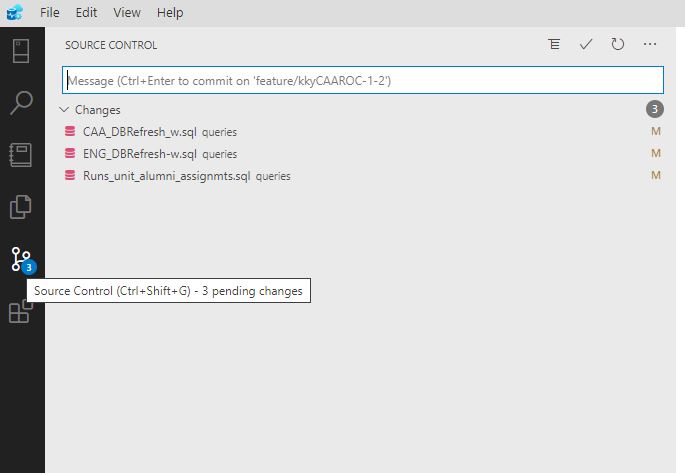 File Edit View Help
SOURCE CONTROL
Message (Ctrl+Enter to commit on 'feature/kkyCAAROC-1-2')
Changes 3
CAA_DBRefresh_w.sql queries M
ENG_DBRefresh-w.sql queries M
Runs_unit_alumni_assignmts.sql queries M
3
Source Control (Ctrl+Shift+G) - 3 pending changes